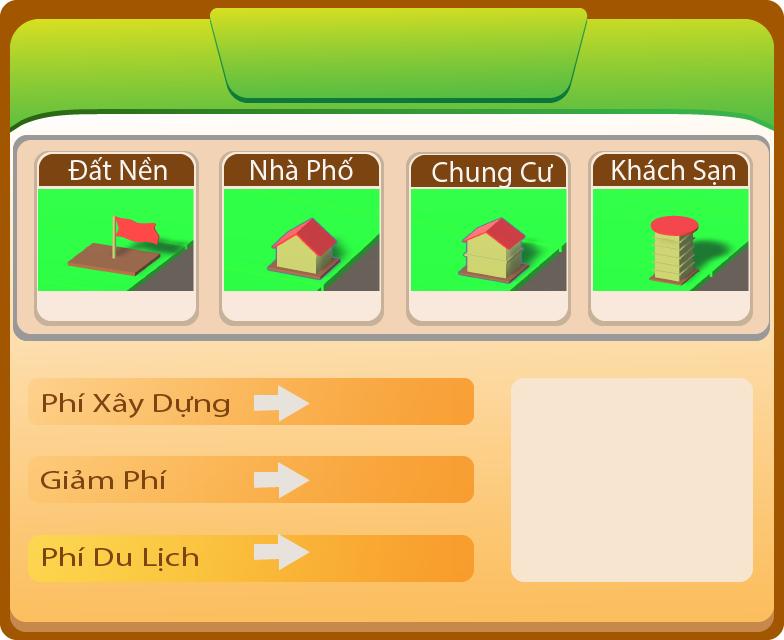 Đất Nền
Nhà Phố
Chung Cư
Khách Sạn
Phí Xây Dựng
Giảm Phí
Phí Du Lịch